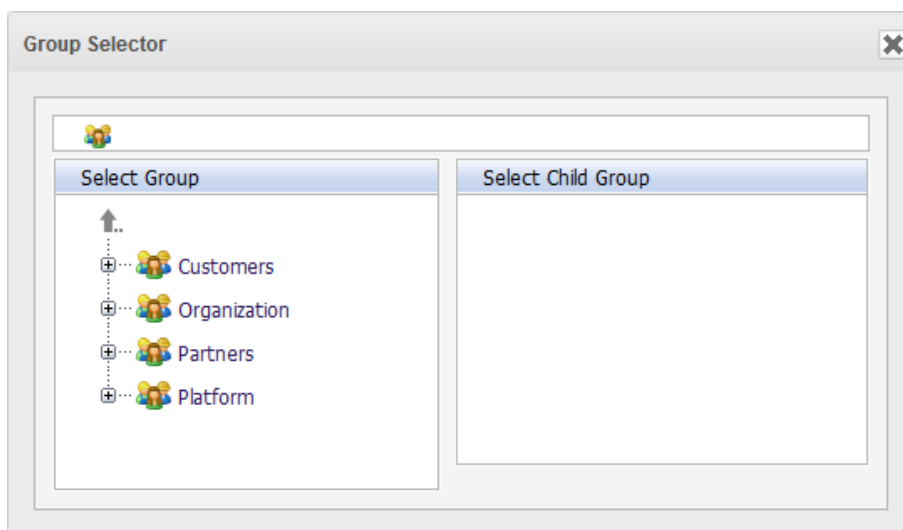 Group Selector
Select Group
Select Child Group
..
Customers
Organization
Partners
Platform